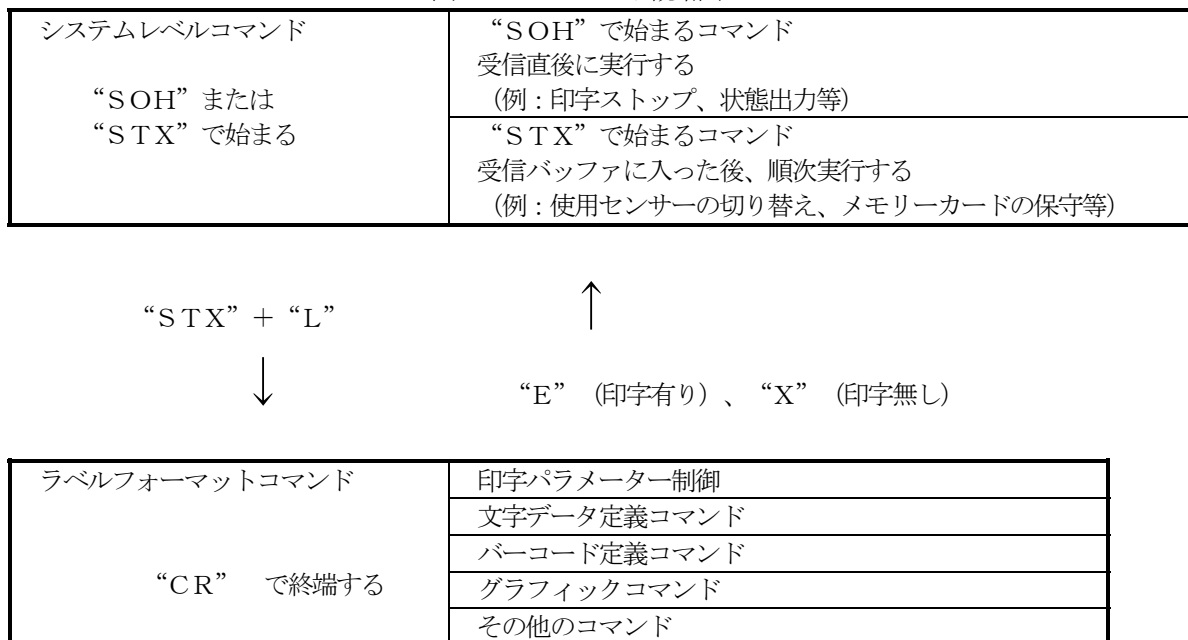 システムレベルコマンド
“SOH”または
“STX”で始まる
“SOH”で始まるコマンド
受信直後に実行する
（例：印字ストップ、状態出力等）
“STX”で始まるコマンド
受信バッファに入った後、順次実行する
（例：使用センサーの切り替え、メモリーカードの保守等）
“STX”+“L”
↑
↓
“E”（印字有り）、“X”（印字無し）
ラベルフォーマットコマンド
“CR” で終端する
印字パラメーター制御
文字データ定義コマンド
バーコード定義コマンド
グラフィックコマンド
その他のコマンド